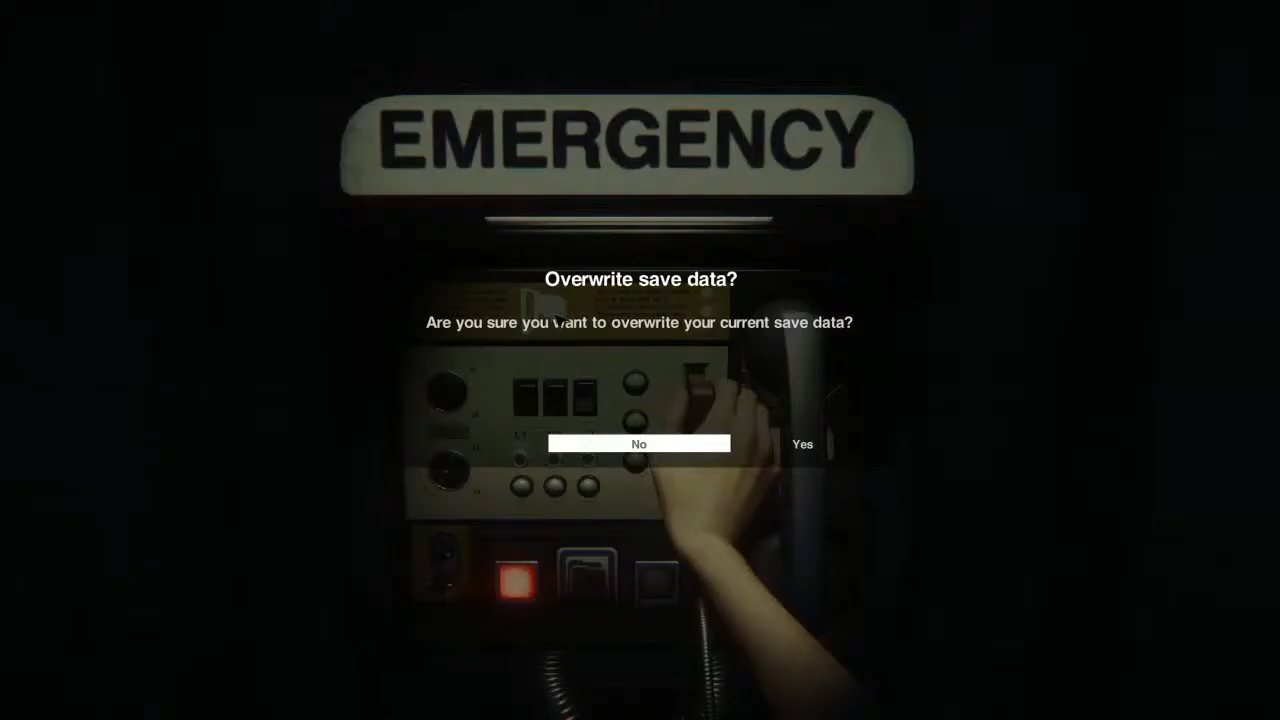 EMERGENCY
Overwrite save data?
Are you sure you want to overwrite your current save data?
No
Yes